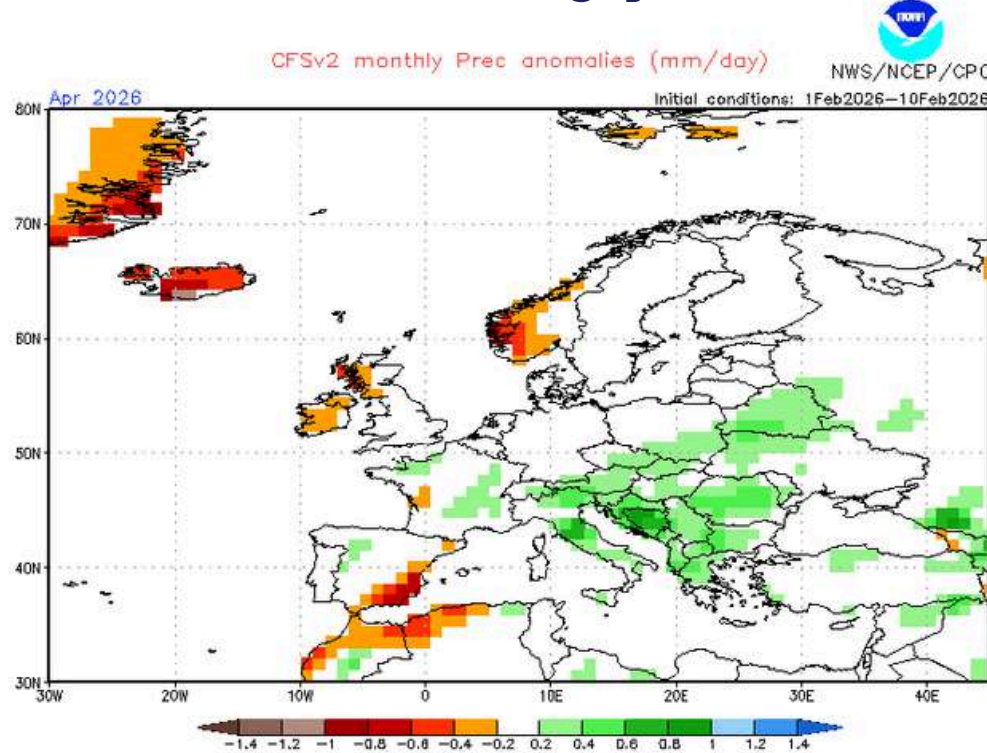 noaa
CFSv2 monthly Prec anomalies (mm/day)
NWS/NCEP/CPC
Apr 2026
Initial conditions: 1Feb2026–10Feb2026
80N
70N
60N
50N
40N
30N
30W 20W 10W 0 10E 20E 30E 40E
-1.4 -1.2 -1 -0.8 -0.6 -0.4 -0.2 0.2 0.4 0.6 0.8 1 1.2 1.4